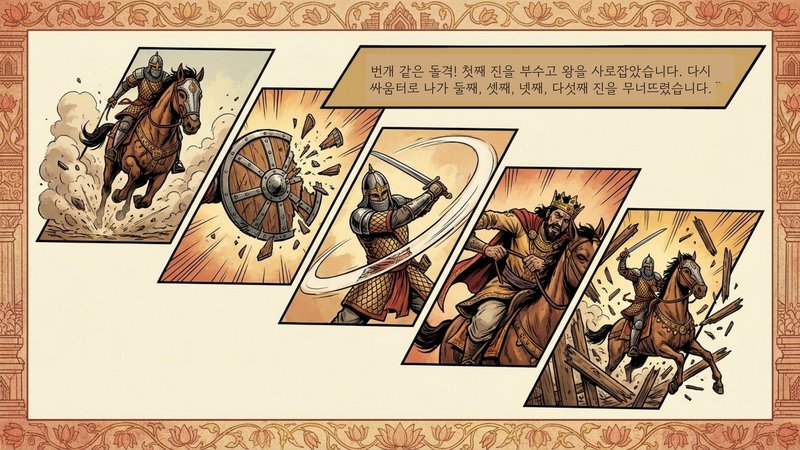 번개 같은 돌격! 첫째 진을 부수고 왕을 사로잡았습니다. 다시
싸움터로 나가 둘째, 셋째, 넷째, 다섯째 진을 무너뜨렸습니다.